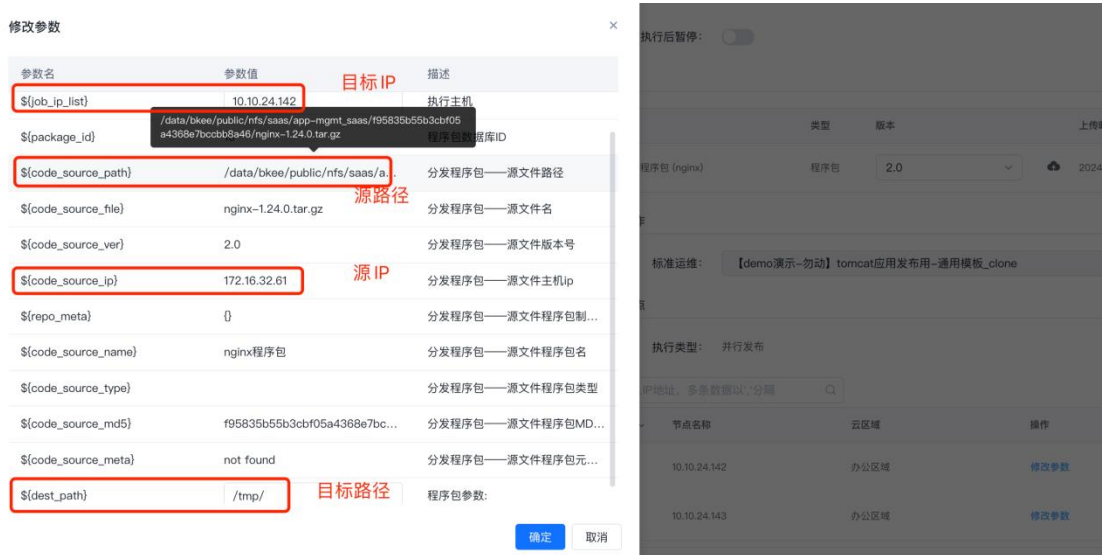 修改参数
×
参数名 参数值 描述
目标IP
${job_ip_list} 10.10.24.142 执行主机
/data/bkee/public/nfs/saas/app-mgmt_saas/f95835b55b3cbf05
a4368e7bccbb8a46/nginx-1.24.0.tar.gz
${package_id} 程序包数据库ID
${code_source_path} /data/bkee/public/nfs/saas/a... 分发程序包——源文件路径
源路径
${code_source_file} nginx-1.24.0.tar.gz 分发程序包——源文件名
${code_source_ver} 2.0 分发程序包——源文件版本号
源IP
${code_source_ip} 172.16.32.61 分发程序包——源文件主机ip
${repo_meta} {} 分发程序包——源文件程序包制...
${code_source_name} nginx程序包 分发程序包——源文件程序包名
${code_source_type} 分发程序包——源文件程序包类型
${code_source_md5} f95835b55b3cbf05a4368e7bc... 分发程序包——源文件程序包MD...
${code_source_meta} not found 分发程序包——源文件程序包元...
目标路径
${dest_path} /tmp/ 程序包参数:
确定 取消
执行后暂停:
类型 版本 上传
程序包 (nginx) 程序包 2.0 2024
标准运维: 【demo演示-勿动】tomcat应用发布用-通用模板_clone
执行类型: 并行发布
IP地址，多条数据以','分隔
节点名称 云区域 操作
10.10.24.142 办公区域 修改参数
10.10.24.143 办公区域 修改参数